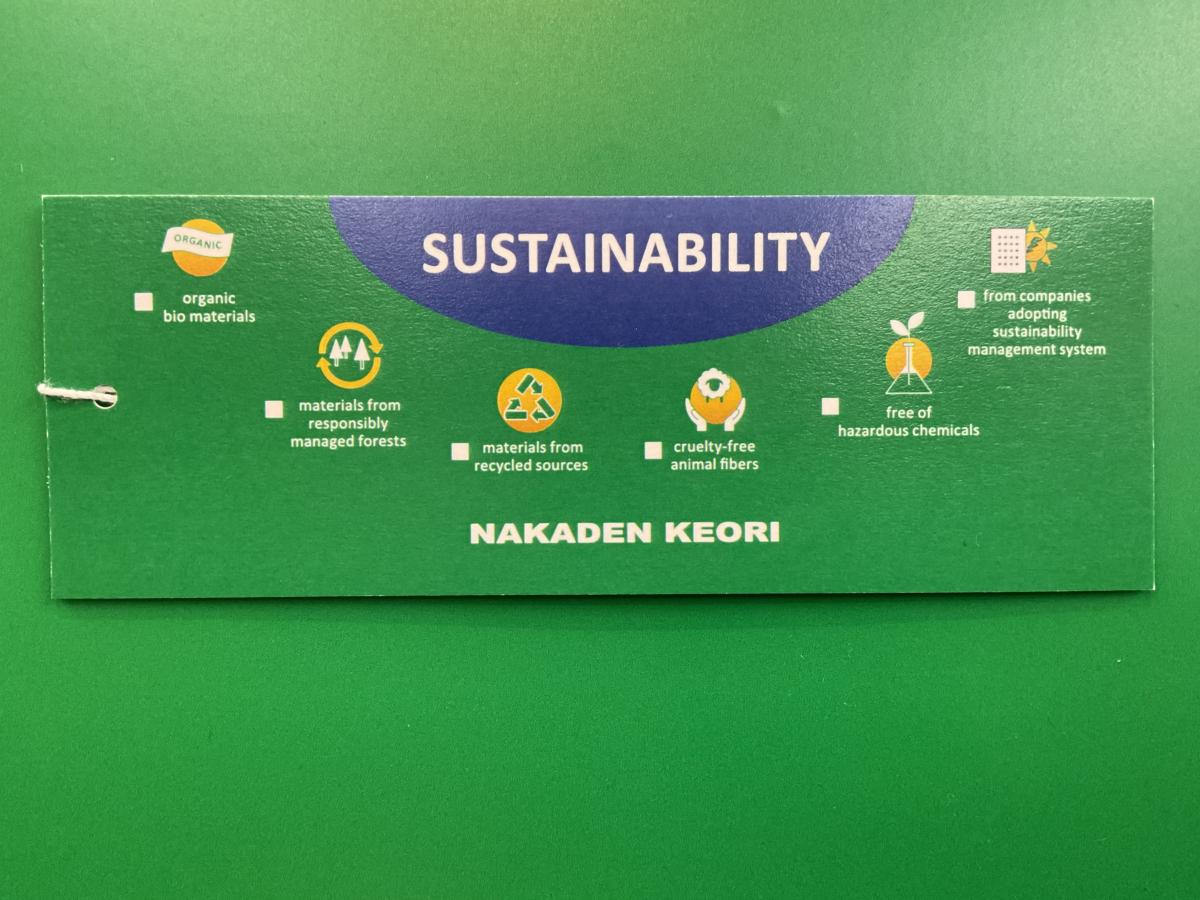 SUSTAINABILITY
ORGANIC
organic
bio materials
materials from
responsibly
managed forests
materials from
recycled sources
cruelty-free
animal fibers
free of
hazardous chemicals
from companies
adopting
sustainability
management system
NAKADEN KEORI